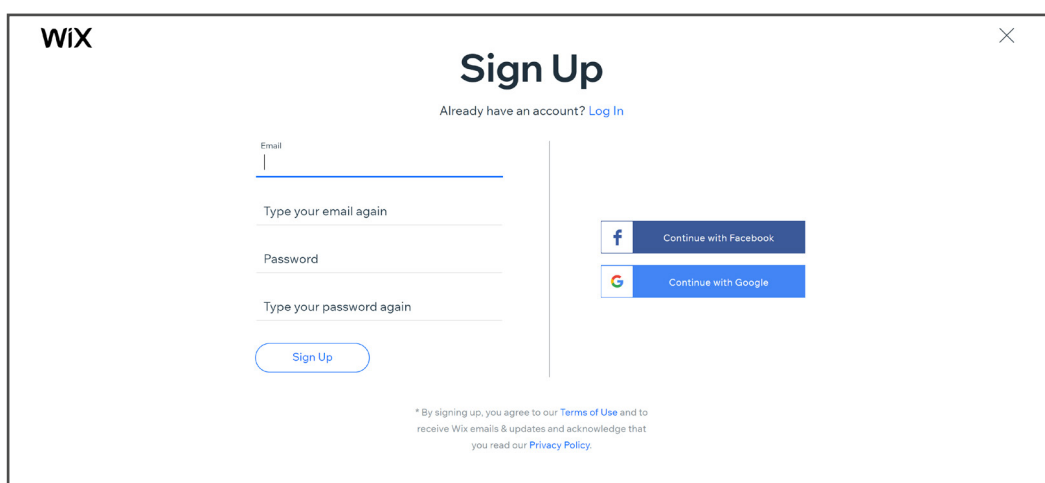 WiX
Sign Up
Already have an account? Log In
Email
Type your email again
Password
Type your password again
Sign Up
f Continue with Facebook
G Continue with Google
* By signing up, you agree to our Terms of Use and to
receive Wix emails & updates and acknowledge that
you read our Privacy Policy.